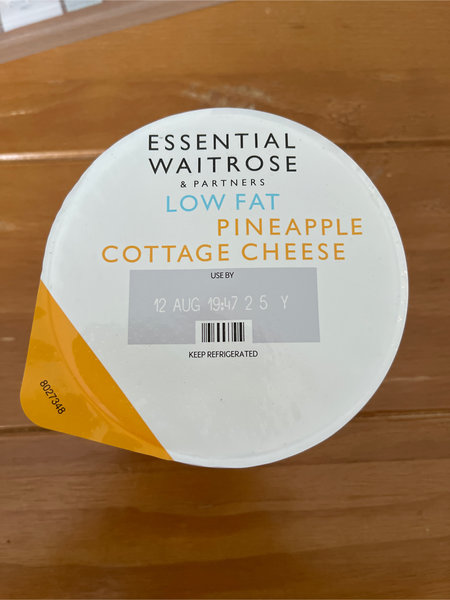 ESSENTIAL
WAITROSE
& PARTNERS
LOW FAT
PINEAPPLE
COTTAGE CHEESE
USE BY
12 AUG 19:47 2 5 Y
KEEP REFRIGERATED
8027348